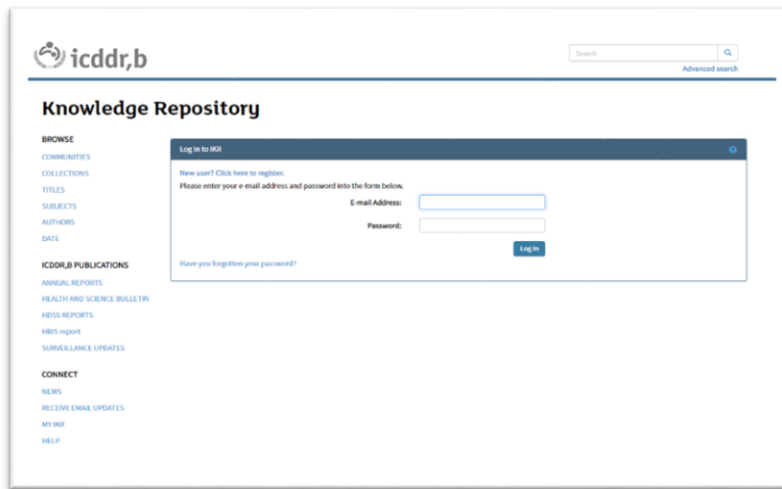 icddr,b
Search
Advanced search
Knowledge Repository
BROWSE
COMMUNITIES
COLLECTIONS
TITLES
SUBJECTS
AUTHORS
DATE
ICDDR,B PUBLICATIONS
ANNUAL REPORTS
HEALTH AND SCIENCE BULLETIN
HDSS REPORTS
HBIS report
SURVEILLANCE UPDATES
CONNECT
NEWS
RECEIVE EMAIL UPDATES
MY IKR
HELP
Log in to IKR
New user? Click here to register.
Please enter your e-mail address and password into the form below.
E-mail Address:
Password:
Log in
Have you forgotten your password?